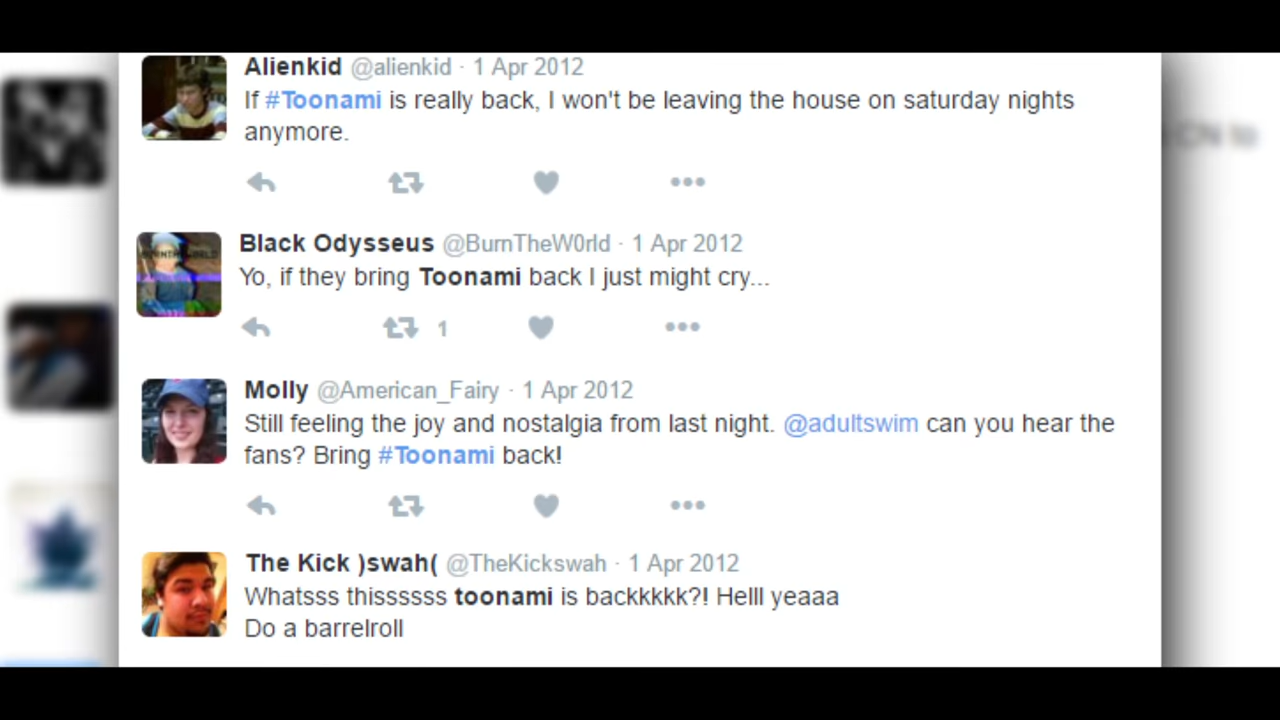 Alienkid @alienkid · 1 Apr 2012
If #Toonami is really back, I won't be leaving the house on saturday nights
anymore.
Black Odysseus @BurnTheW0rld · 1 Apr 2012
Yo, if they bring Toonami back I just might cry...
1
Molly @American_Fairy · 1 Apr 2012
Still feeling the joy and nostalgia from last night. @adultswim can you hear the
fans? Bring #Toonami back!
The Kick )swah( @TheKickswah · 1 Apr 2012
Whatsss thissssss toonami is backkkkk?! Helll yeaaa
Do a barrelroll
CN to